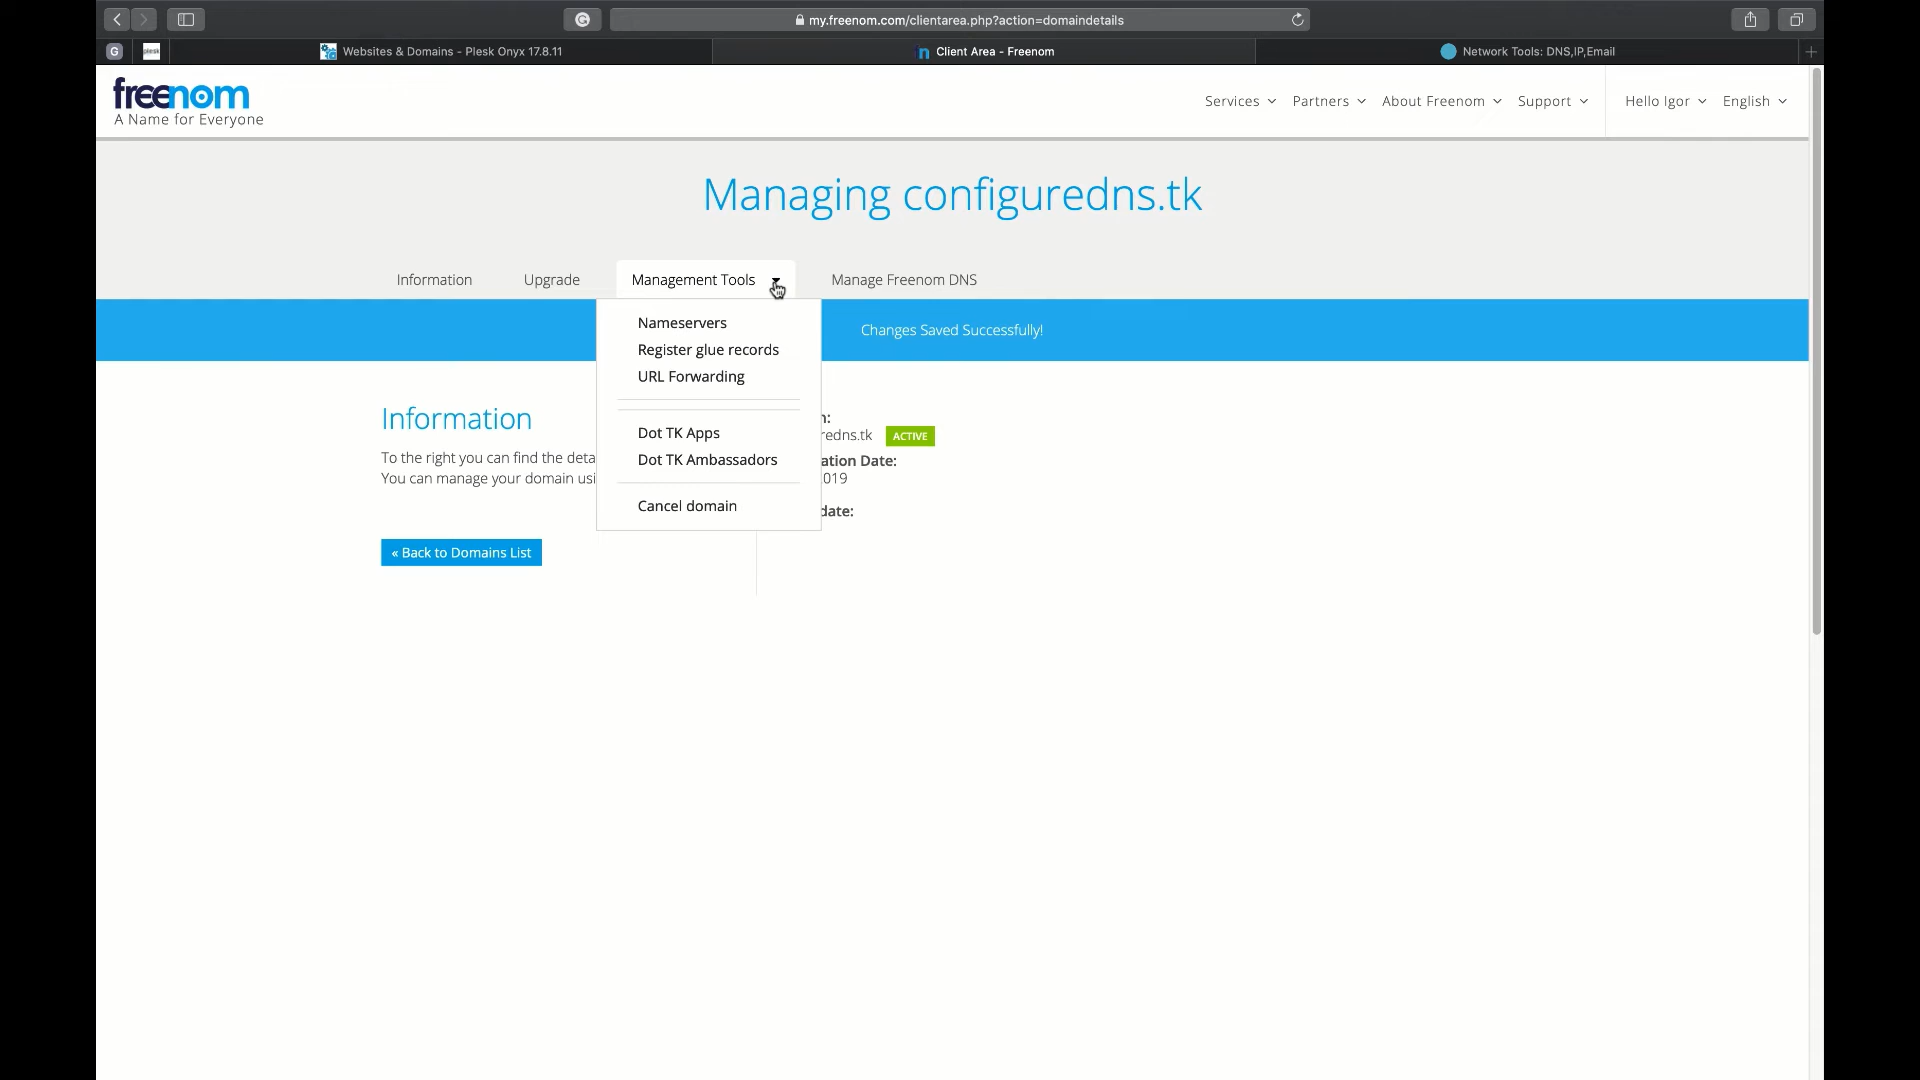 my.freenom.com/clientarea.php?action=domaindetails
G
plesk
Websites & Domains - Plesk Onyx 17.8.11
Client Area - Freenom
Network Tools: DNS,IP,Email
freenom
A Name for Everyone
Services
Partners
About Freenom
Support
Hello Igor
English
Managing configuredns.tk
Information
Upgrade
Management Tools
Manage Freenom DNS
Changes Saved Successfully!
Nameservers
Register glue records
URL Forwarding
Dot TK Apps
Dot TK Ambassadors
Cancel domain
Information
To the right you can find the deta
You can manage your domain usi
« Back to Domains List
n:
redns.tk
ACTIVE
ation Date:
019
date: